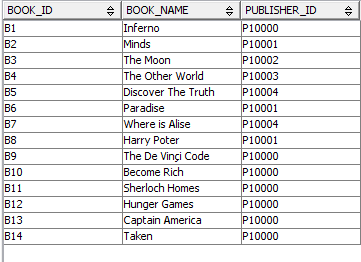 BOOK_ID BOOK_NAME PUBLISHER_ID
B1 Inferno P10000
B2 Minds P10001
B3 The Moon P10002
B4 The Other World P10003
B5 Discover The Truth P10004
B6 Paradise P10001
B7 Where is Alise P10004
B8 Harry Poter P10001
B9 The De Vinçi Code P10000
B10 Become Rich P10000
B11 Sherloch Homes P10000
B12 Hunger Games P10000
B13 Captain America P10000
B14 Taken P10000